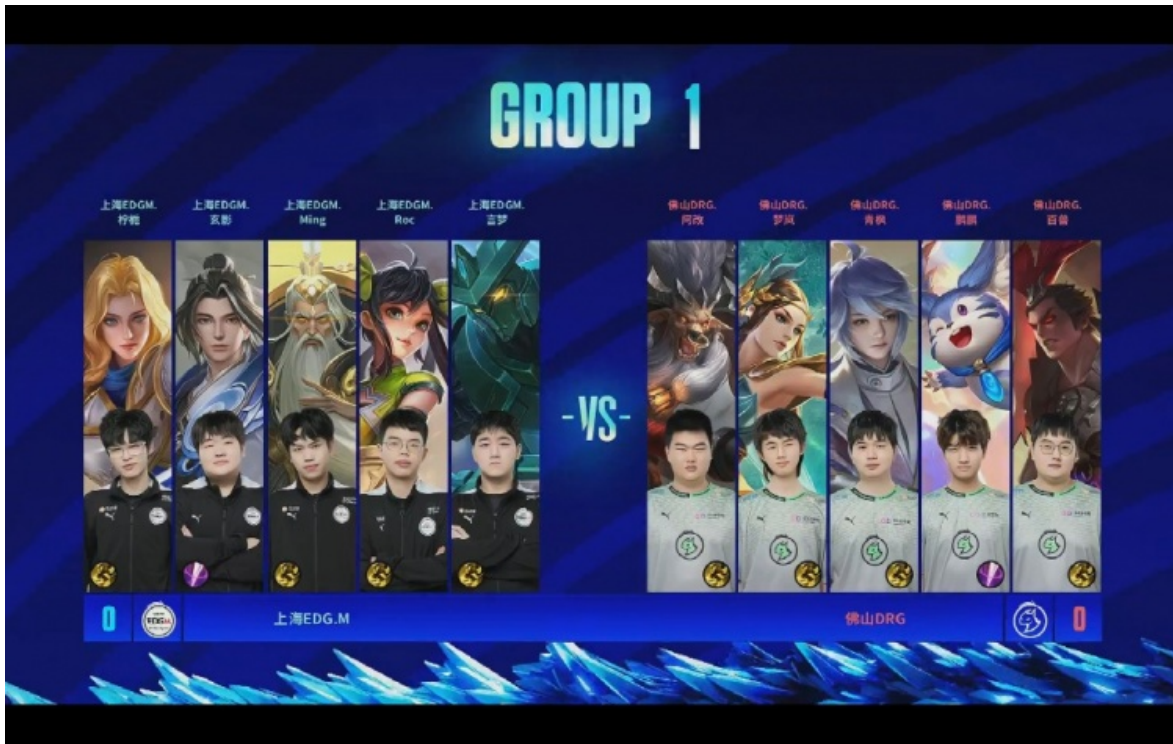 GROUP 1
上海EDGM.
柠栀
上海EDGM.
玄影
上海EDGM.
Ming
上海EDGM.
Roc
上海EDGM.
言梦
佛山DRG.
阿改
佛山DRG.
梦岚
佛山DRG.
青枫
佛山DRG.
鹏鹏
佛山DRG.
百兽
-VS-
0
EDGM
上海EDG.M
佛山DRG
0